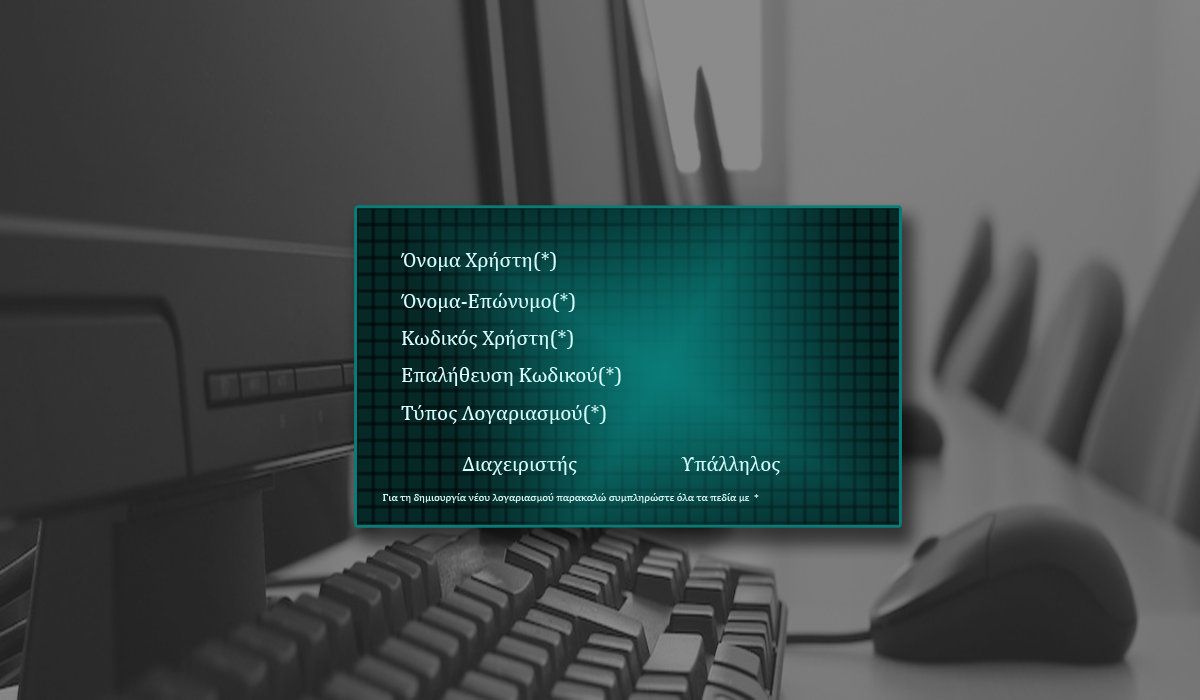 Όνομα Χρήστη(*)
Όνομα-Επώνυμο(*)
Κωδικός Χρήστη(*)
Επαλήθευση Κωδικού(*)
Τύπος Λογαριασμού(*)
Διαχειριστής Υπάλληλος
Για τη δημιουργία νέου λογαριασμού παρακαλώ συμπληρώστε όλα τα πεδία με *